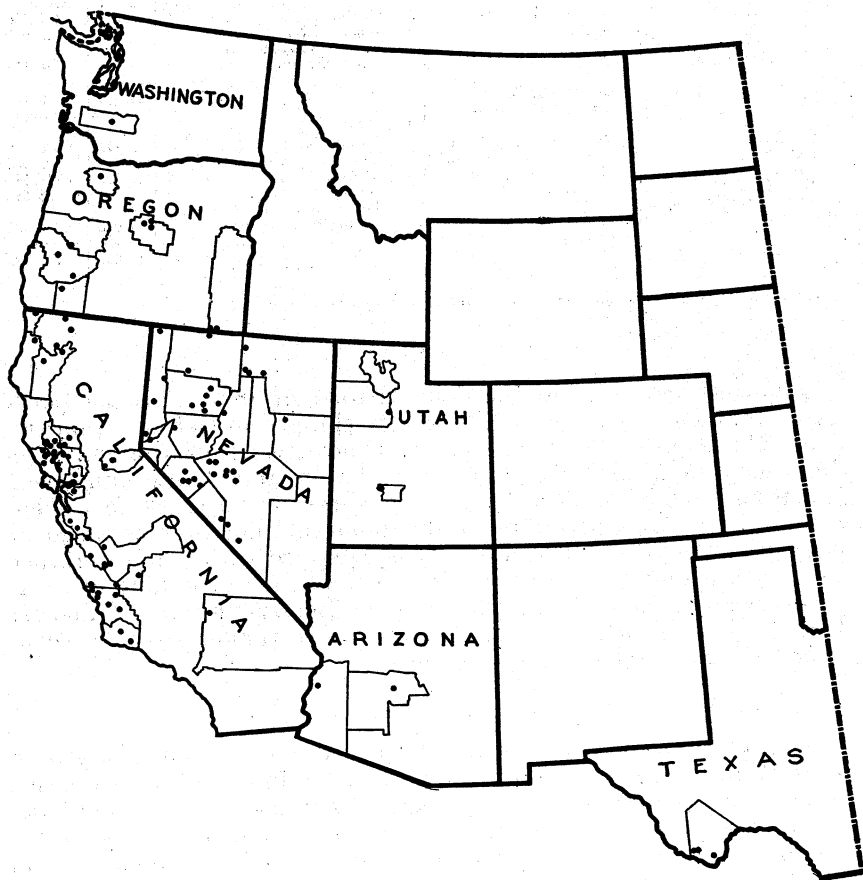 WASHINGTON
OREGON
CALIFORNIA
NEVADA
UTAH
ARIZONA
TEXAS